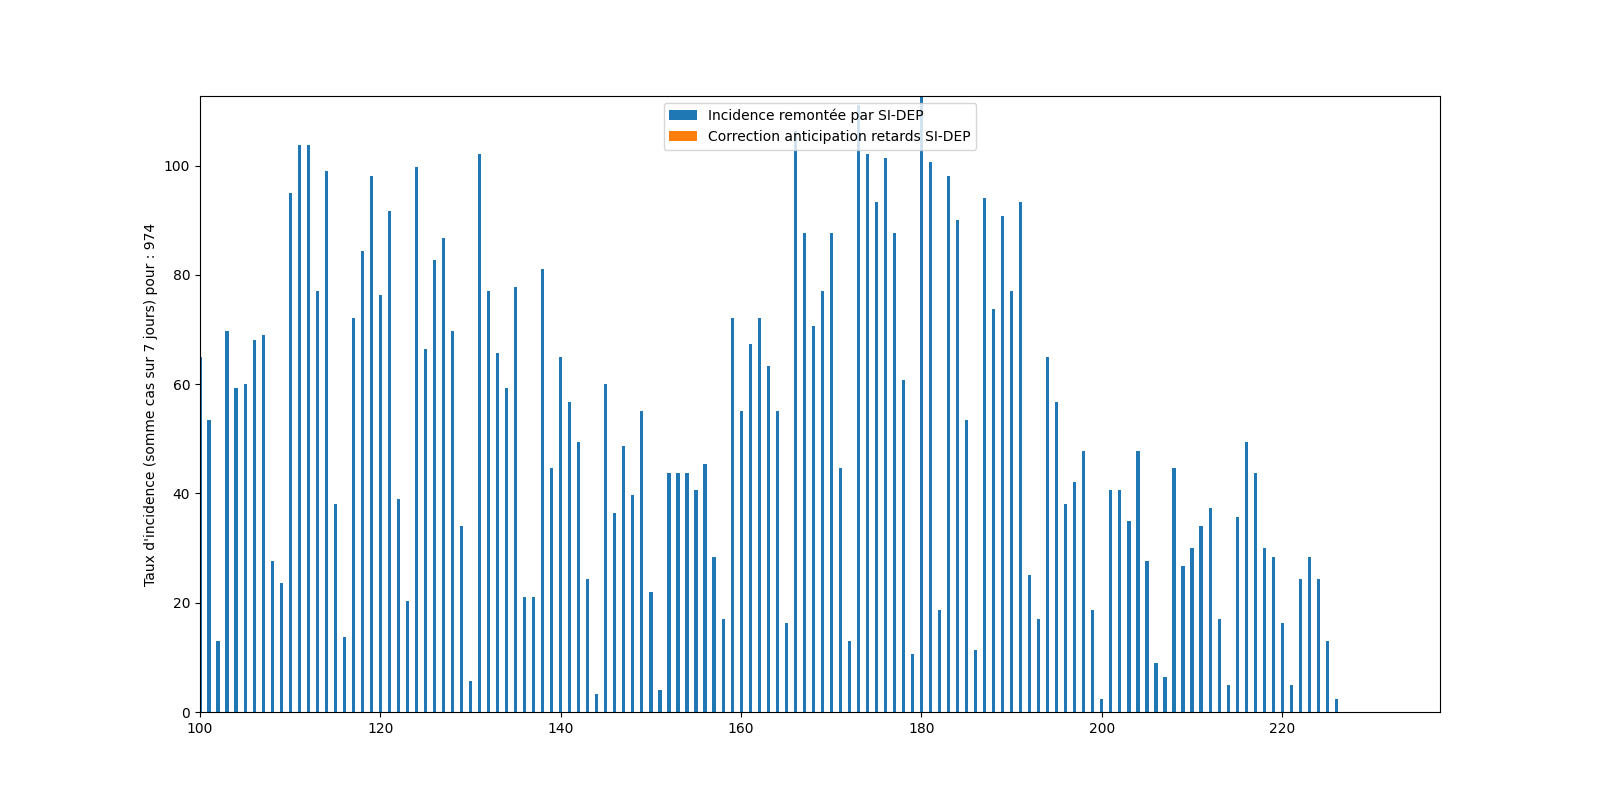 Incidence remontée par SI-DEP
Correction anticipation retards SI-DEP
Taux d'incidence (somme cas sur 7 jours) pour : 974
100
80
60
40
20
0
100 120 140 160 180 200 220